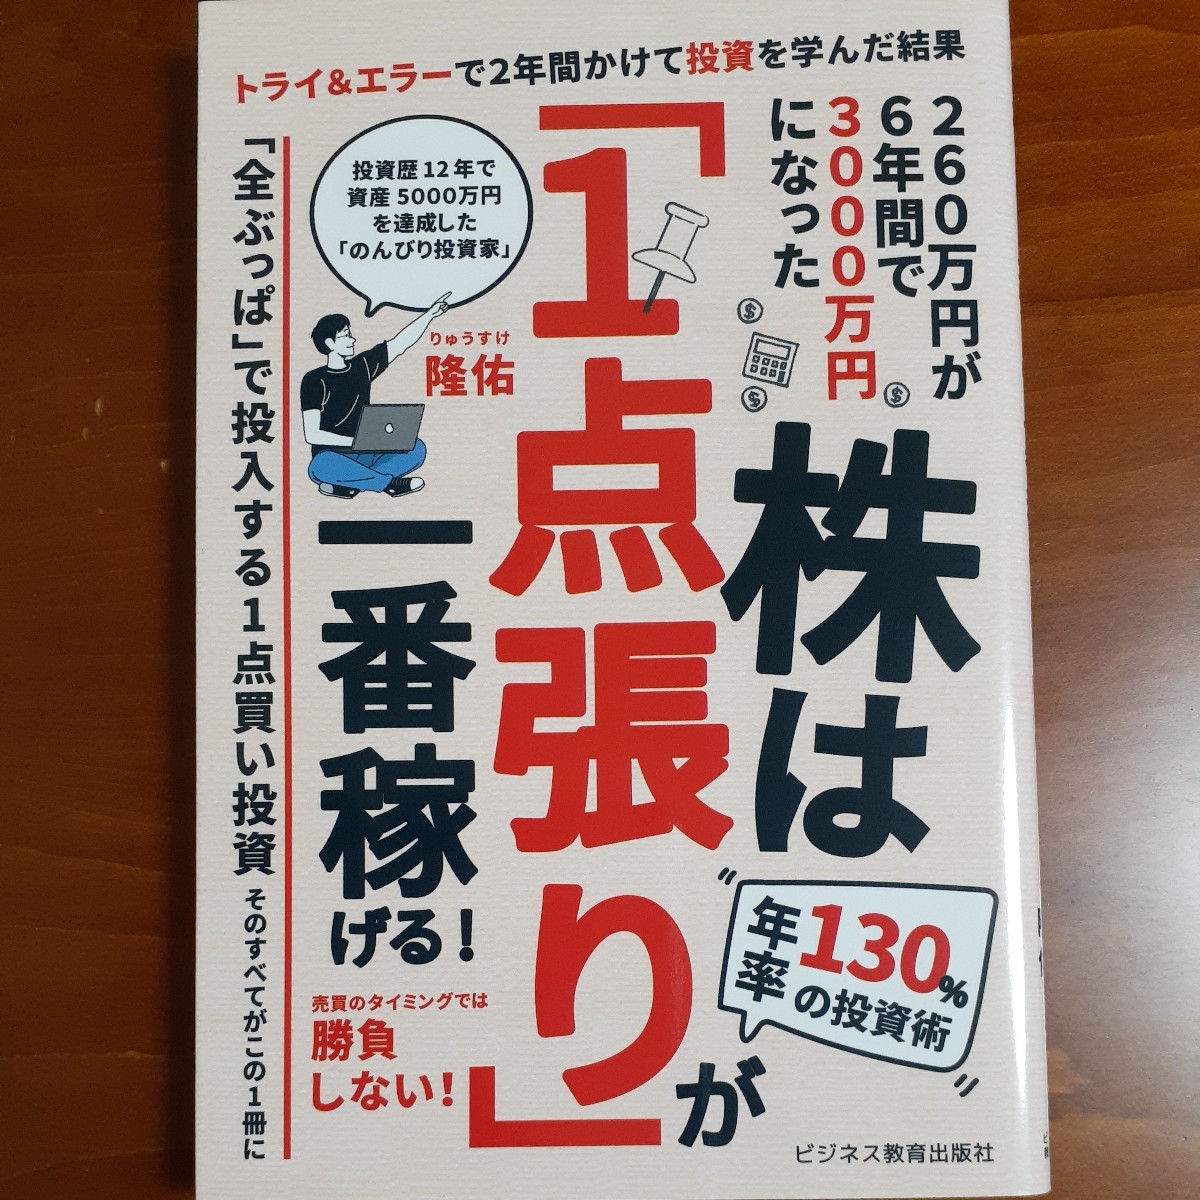 トライ&エラーで2年間かけて投資を学んだ結果
260万円が
6年間で
3000万円
になった
株は
「1点張り」が
一番稼げる!
年率130%
の投資術
投資歴12年で
資産5000万円
を達成した
「のんびり投資家」
りゅうすけ
隆佑
売買のタイミングでは
勝負
しない!
「全ぶっぱ」で投入する1点買い投資 そのすべてがこの1冊に
ビジネス教育出版社